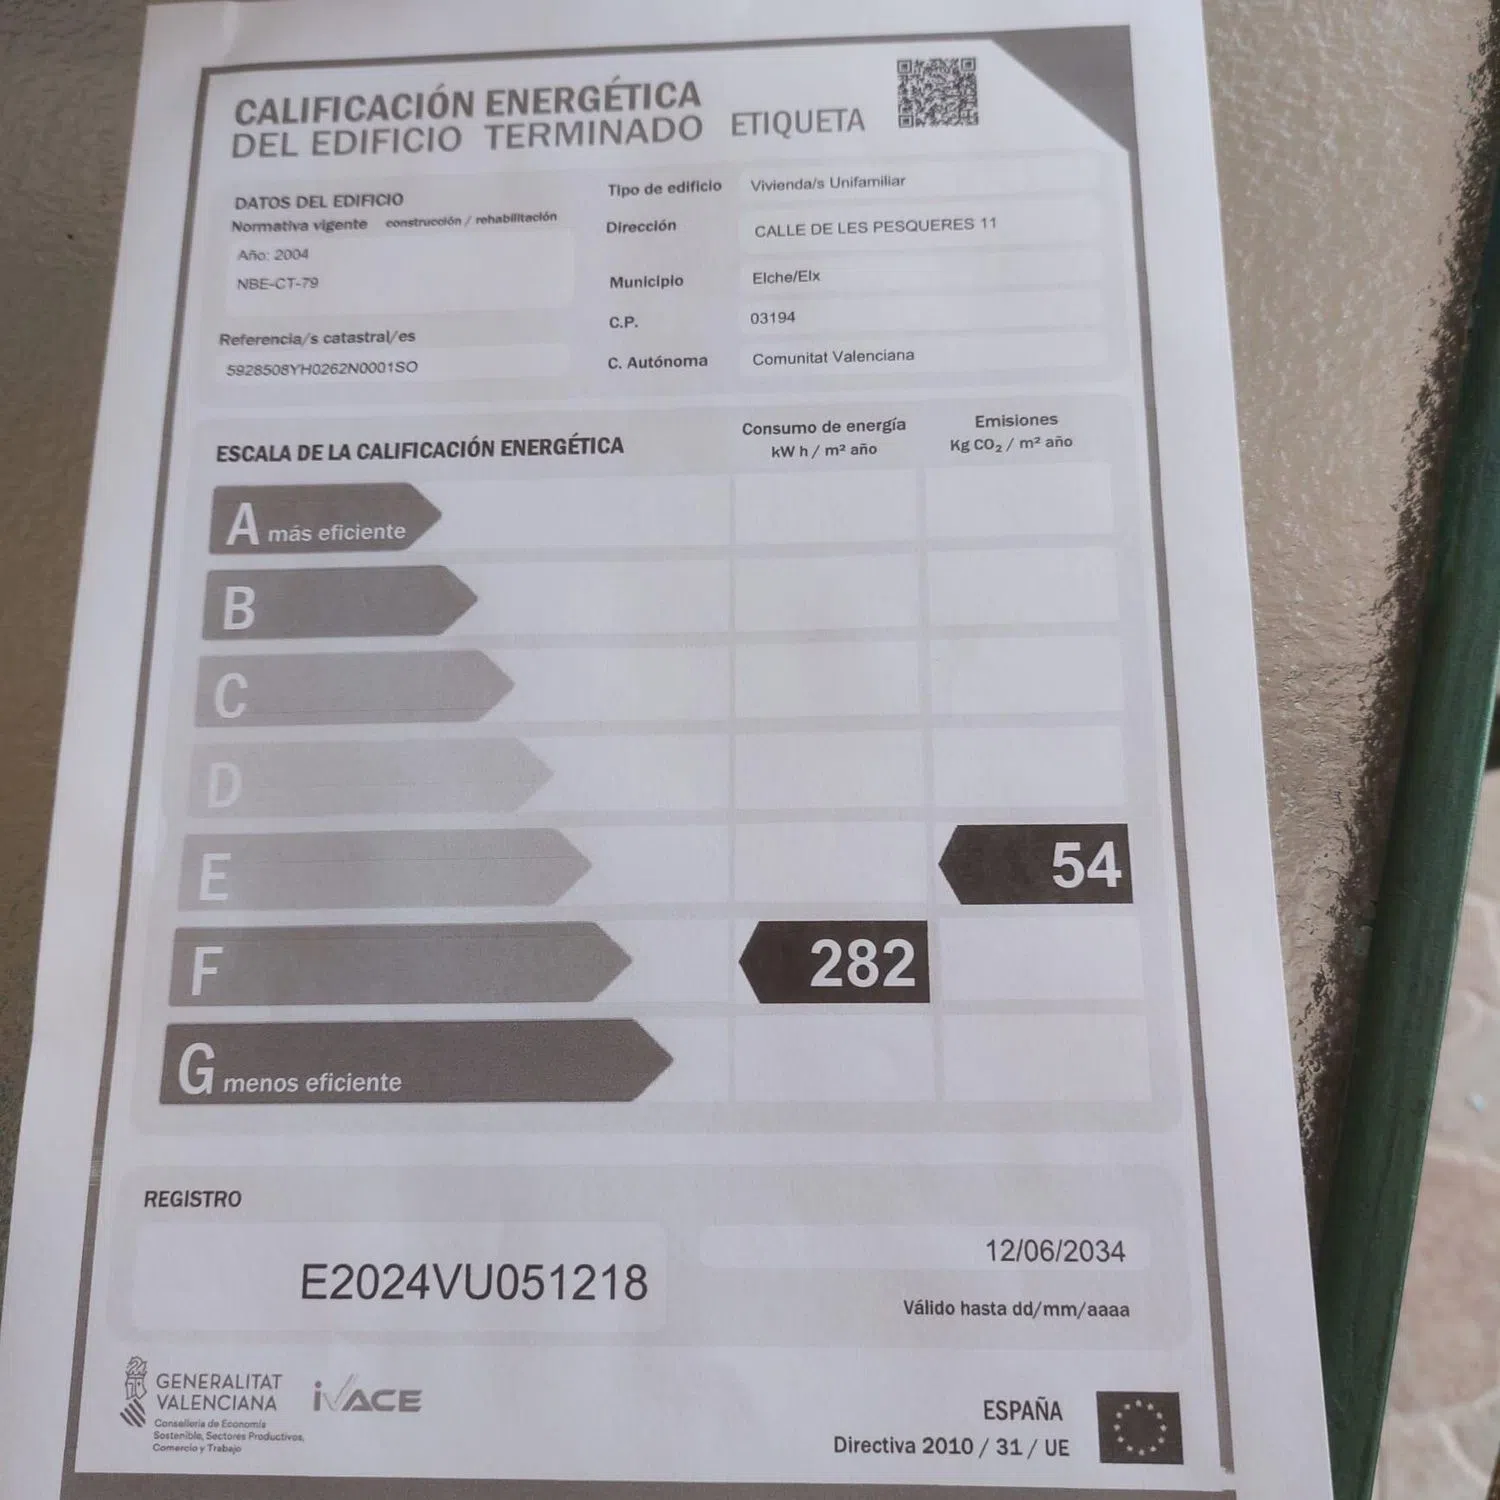 CALIFICACIÓN ENERGÉTICA
DEL EDIFICIO TERMINADO ETIQUETA
DATOS DEL EDIFICIO
Normativa vigente construcción / rehabilitación
Año: 2004
NBE-CT-79
Referencia/s catastral/es
5928508YH0262N0001SO
Tipo de edificio Vivienda/s Unifamiliar
Dirección CALLE DE LES PESQUERES 11
Municipio Elche/Elx
C.P. 03194
C. Autónoma Comunitat Valenciana
ESCALA DE LA CALIFICACIÓN ENERGÉTICA
Consumo de energía
kW h / m² año
Emisiones
Kg CO₂ / m² año
A más eficiente
B
C
D
E 54
F 282
G menos eficiente
REGISTRO
E2024VU051218
12/06/2034
Válido hasta dd/mm/aaaa
GENERALITAT
VALENCIANA
Conselleria de Economía
Sostenible, Sectores Productivos,
Comercio y Trabajo
iVACE
ESPAÑA
Directiva 2010 / 31 / UE